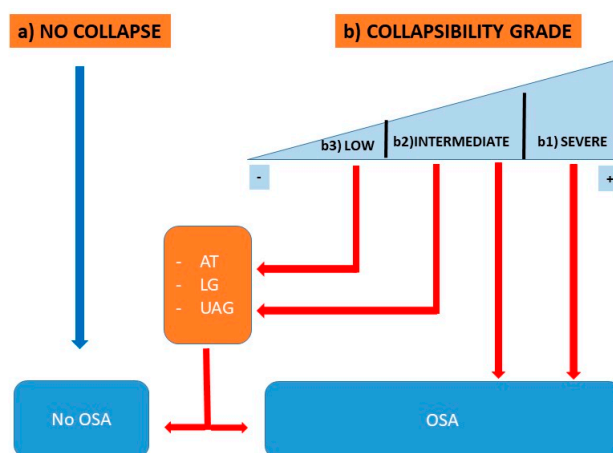 a) NO COLLAPSE
b) COLLAPSIBILITY GRADE
b3) LOW
b2)INTERMEDIATE
b1) SEVERE
-
+
- AT
- LG
- UAG
No OSA
OSA